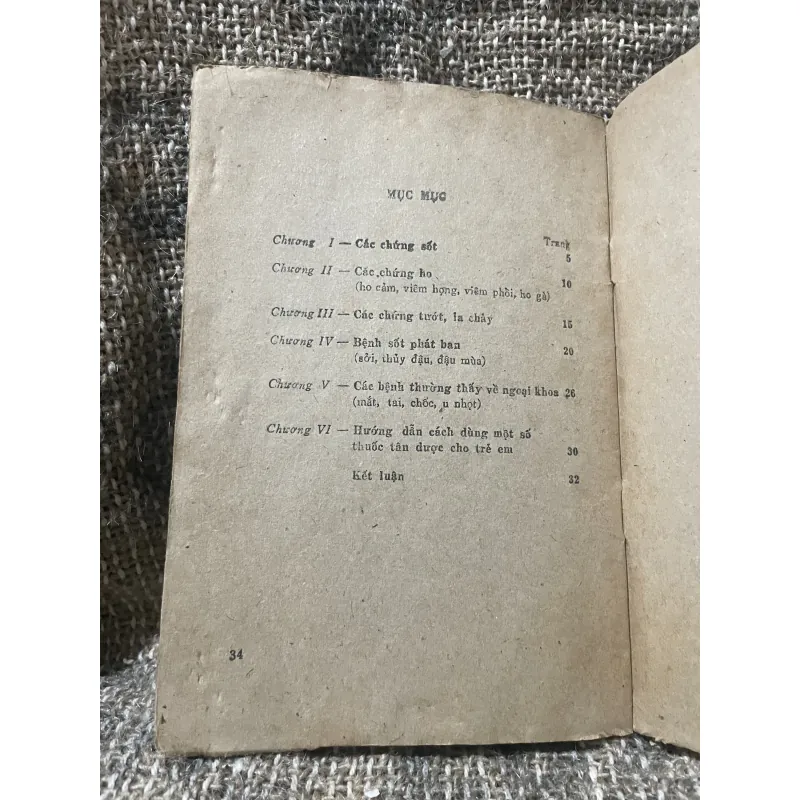 MỤC MỤC
Trang
Chương I — Các chứng sốt 5
Chương II — Các chứng ho 10
(ho cảm, viêm họng, viêm phồi, ho gà)
Chương III — Các chứng tướt, ỉa chảy 15
Chương IV — Bệnh sốt phát ban 20
(sởi, thủy đậu, đậu mùa)
Chương V — Các bệnh thường thấy về ngoại khoa 26
(mắt, tai, chốc, u nhọt)
Chương VI — Hướng dẫn cách dùng một số
thuốc tân dược cho trẻ em 30
Kết luận 32
34